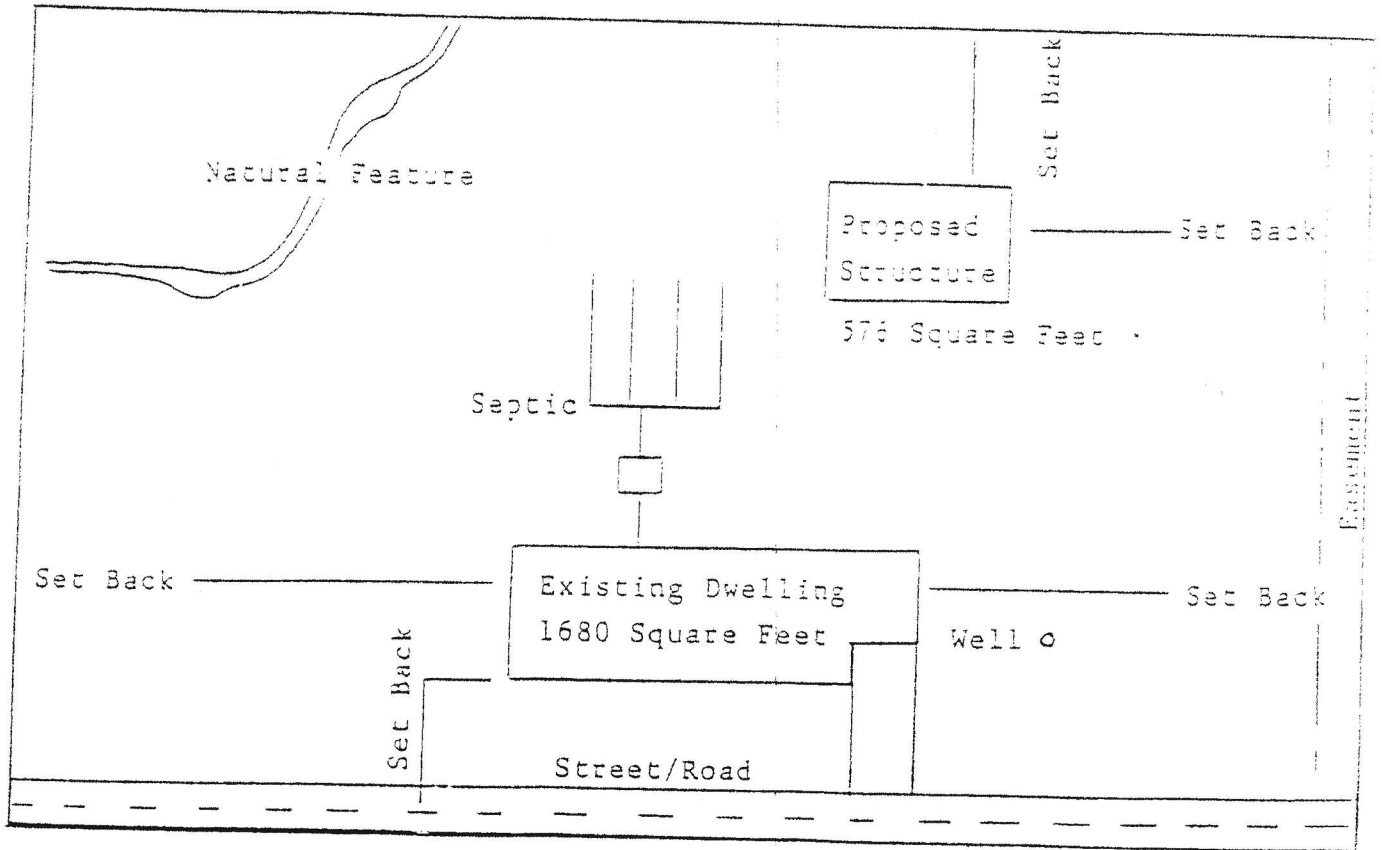 Set Back
Natural Feature
Proposed
Structure
Set Back
576 Square Feet
Septic
Easement
Set Back
Existing Dwelling
1680 Square Feet
Set Back
Well
Set Back
Street/Road